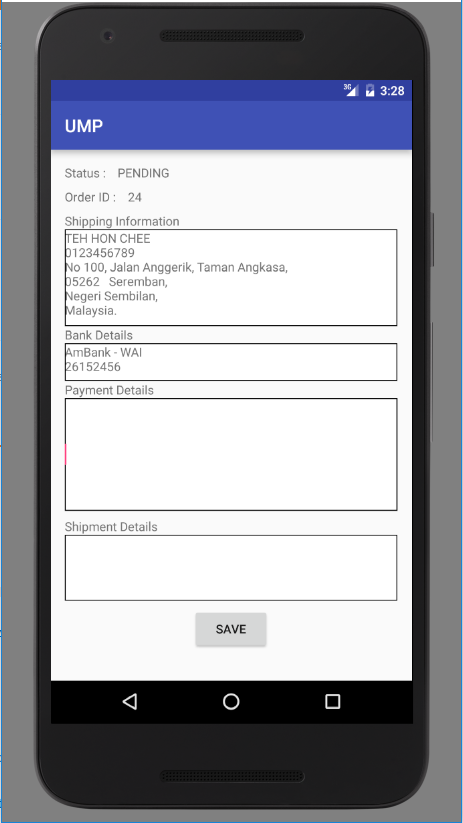 3G 3:28
UMP
Status : PENDING
Order ID : 24
Shipping Information
TEH HON CHEE
0123456789
No 100, Jalan Anggerik, Taman Angkasa,
05262 Seremban,
Negeri Sembilan,
Malaysia.
Bank Details
AmBank - WAI
26152456
Payment Details
Shipment Details
SAVE